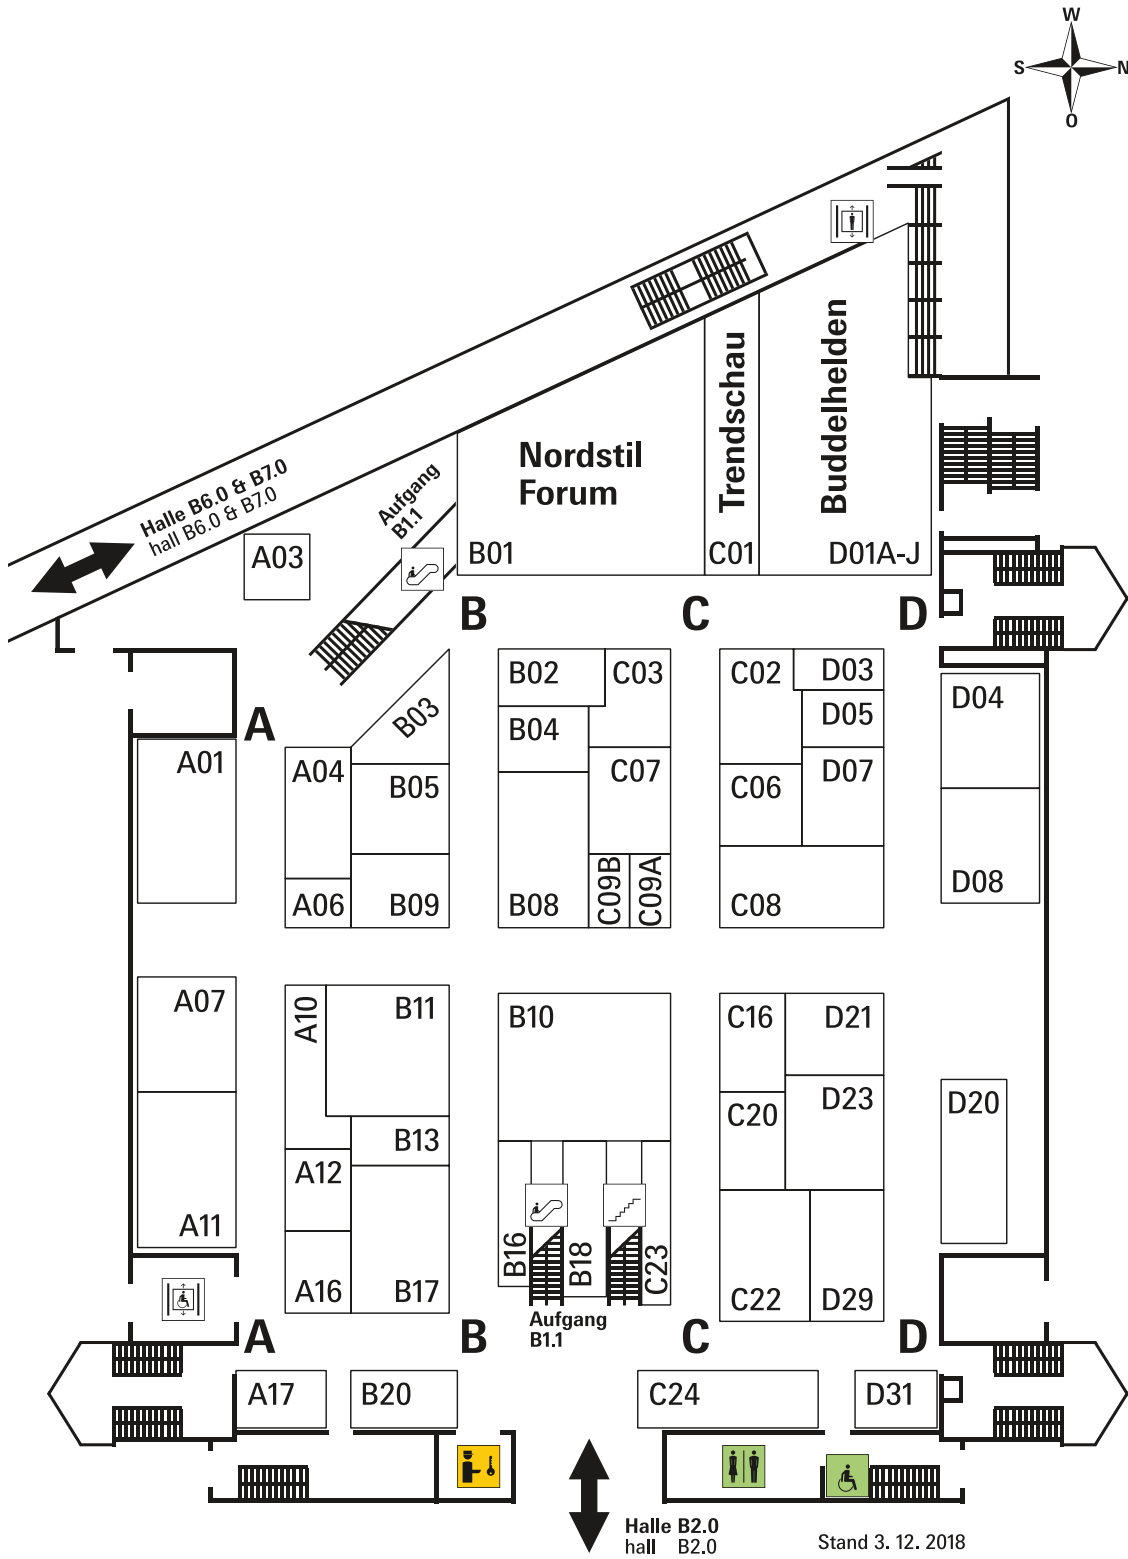 W
S
N
O
Halle B6.0 & B7.0
hall B6.0 & B7.0
Aufgang
B1.1
Nordstil
Forum
Trendschau
Buddelhelden
A03
B01
C01
D01A-J
B
C
D
B02
C03
C02
D03
B03
B04
D05
D04
A
A01
A04
B05
C07
C06
D07
A06
B09
B08
C09B
C09A
C08
D08
A07
A10
B11
B10
C16
D21
C20
D23
D20
B13
A12
A11
A16
B17
B16
B18
C23
C22
D29
Aufgang
B1.1
A
B
C
D
A17
B20
C24
D31
Halle B2.0
hall B2.0
Stand 3. 12. 2018